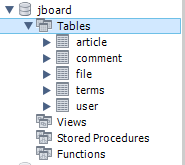 jboard
Tables
article
comment
file
terms
user
Views
Stored Procedures
Functions